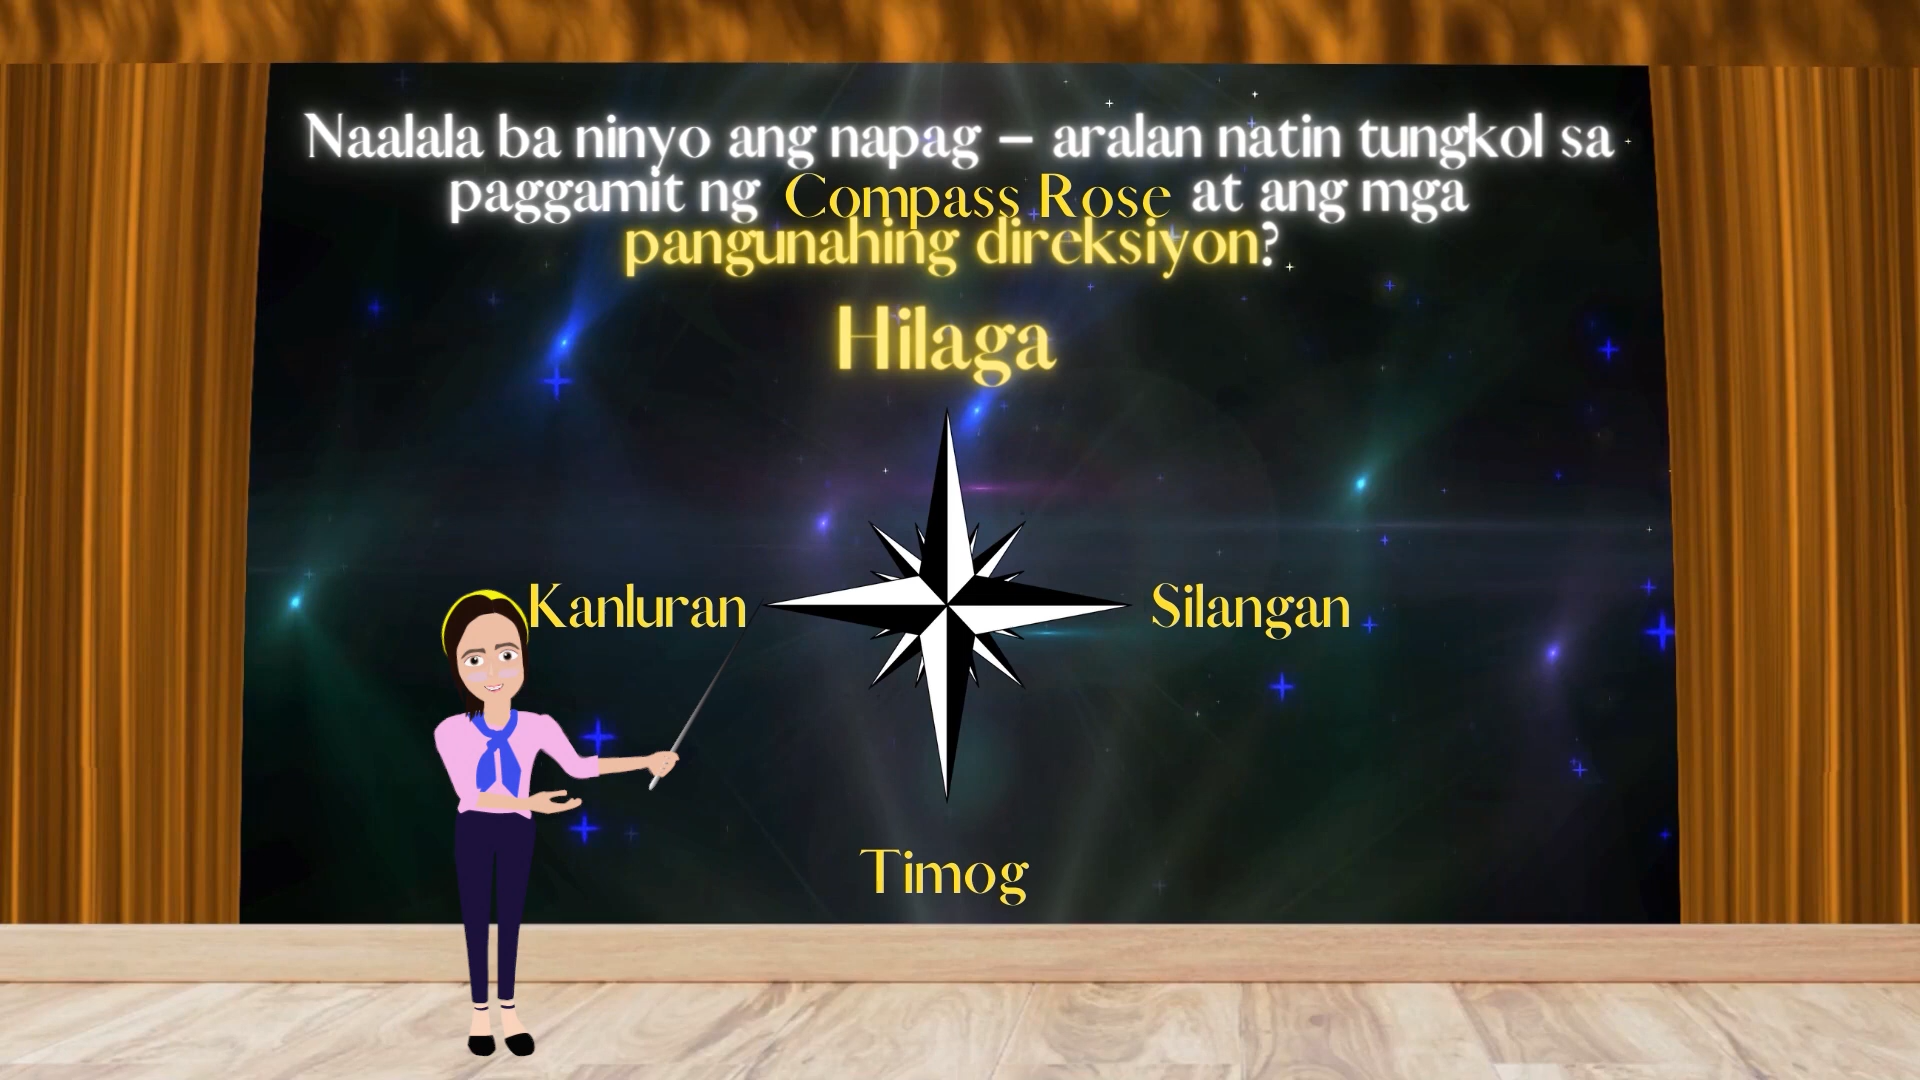 Naalala ba ninyo ang napag – aralan natin tungkol sa
paggamit ng Compass Rose at ang mga
pangunahing direksiyon?
Hilaga
Kanluran
Silangan
Timog